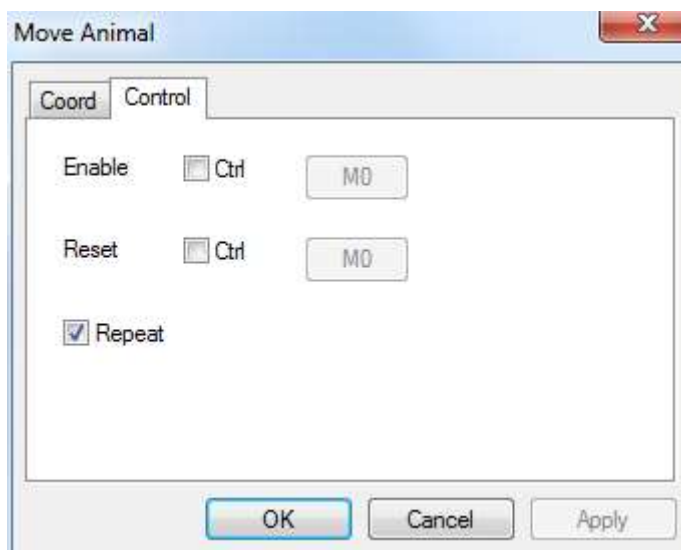 Move Animal
Coord Control
Enable Ctrl M0
Reset Ctrl M0
Repeat
OK Cancel Apply